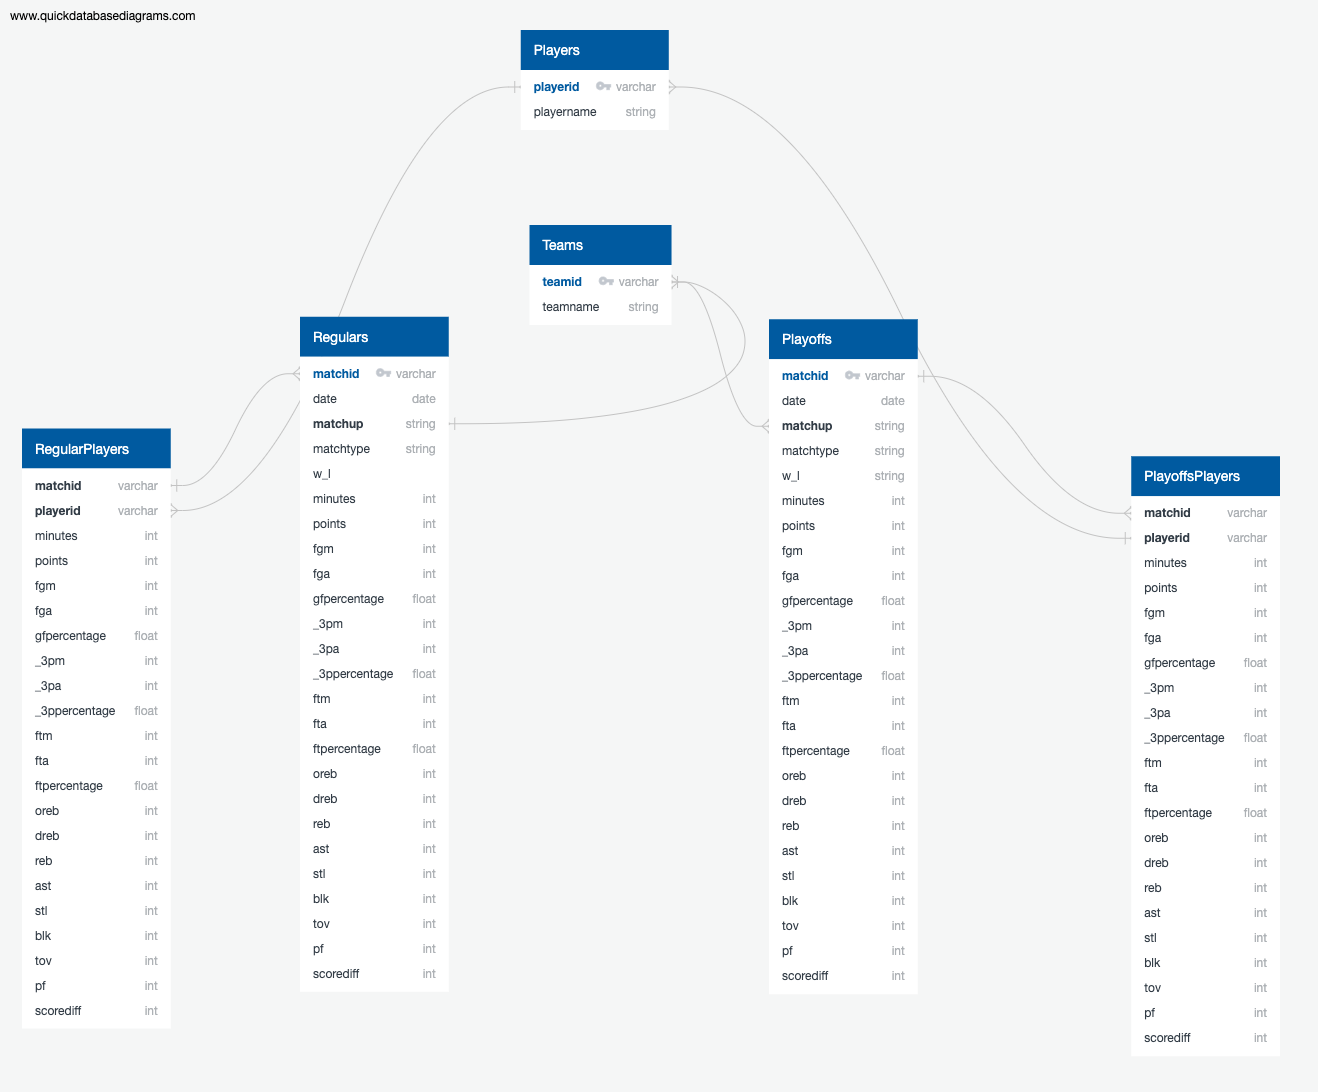 www.quickdatabasediagrams.com
Players
playerid varchar
playername string
Teams
teamid varchar
teamname string
Regulars
matchid varchar
date date
matchup string
matchtype string
w_l
minutes int
points int
fgm int
fga int
gfpercentage float
_3pm int
_3pa int
_3ppercentage float
ftm int
fta int
ftpercentage float
oreb int
dreb int
reb int
ast int
stl int
blk int
tov int
pf int
scorediff int
Playoffs
matchid varchar
date date
matchup string
matchtype string
w_l string
minutes int
points int
fgm int
fga int
gfpercentage float
_3pm int
_3pa int
_3ppercentage float
ftm int
fta int
ftpercentage float
oreb int
dreb int
reb int
ast int
stl int
blk int
tov int
pf int
scorediff int
RegularPlayers
matchid varchar
playerid varchar
minutes int
points int
fgm int
fga int
gfpercentage float
_3pm int
_3pa int
_3ppercentage float
ftm int
fta int
ftpercentage float
oreb int
dreb int
reb int
ast int
stl int
blk int
tov int
pf int
scorediff int
PlayoffsPlayers
matchid varchar
playerid varchar
minutes int
points int
fgm int
fga int
gfpercentage float
_3pm int
_3pa int
_3ppercentage float
ftm int
fta int
ftpercentage float
oreb int
dreb int
reb int
ast int
stl int
blk int
tov int
pf int
scorediff int